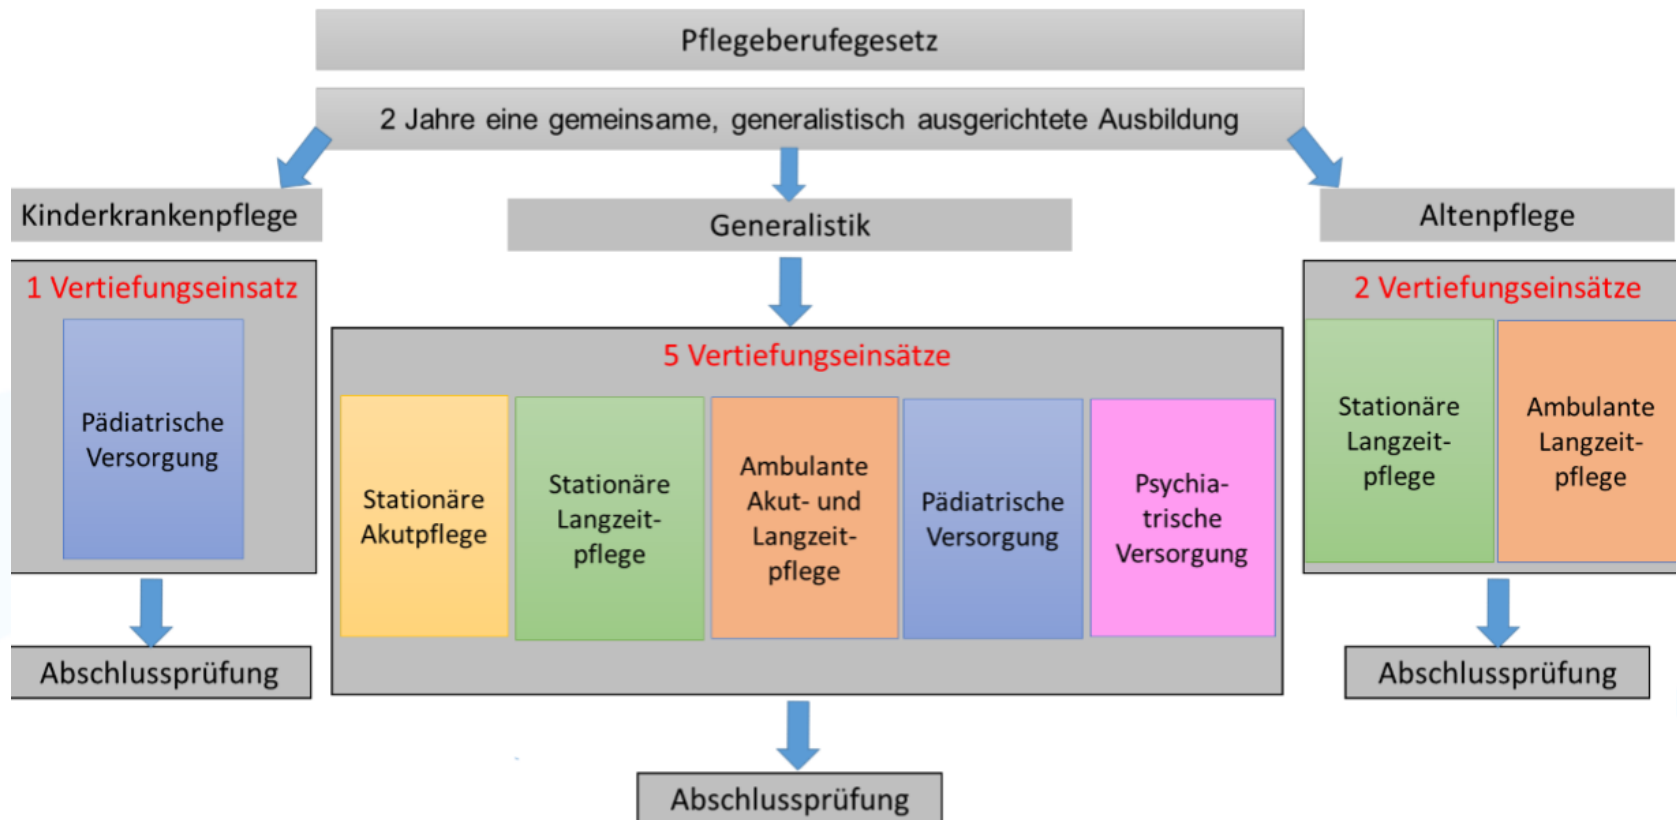 Pflegeberufegesetz
2 Jahre eine gemeinsame, generalistisch ausgerichtete Ausbildung
Kinderkrankenpflege
1 Vertiefungseinsatz
Pädiatrische
Versorgung
Abschlussprüfung
Generalistik
5 Vertiefungseinsätze
Stationäre
Akutpflege
Stationäre
Langzeit-
pflege
Ambulante
Akut- und
Langzeit-
pflege
Pädiatrische
Versorgung
Psychia-
trische
Versorgung
Abschlussprüfung
Altenpflege
2 Vertiefungseinsätze
Stationäre
Langzeit-
pflege
Ambulante
Langzeit-
pflege
Abschlussprüfung